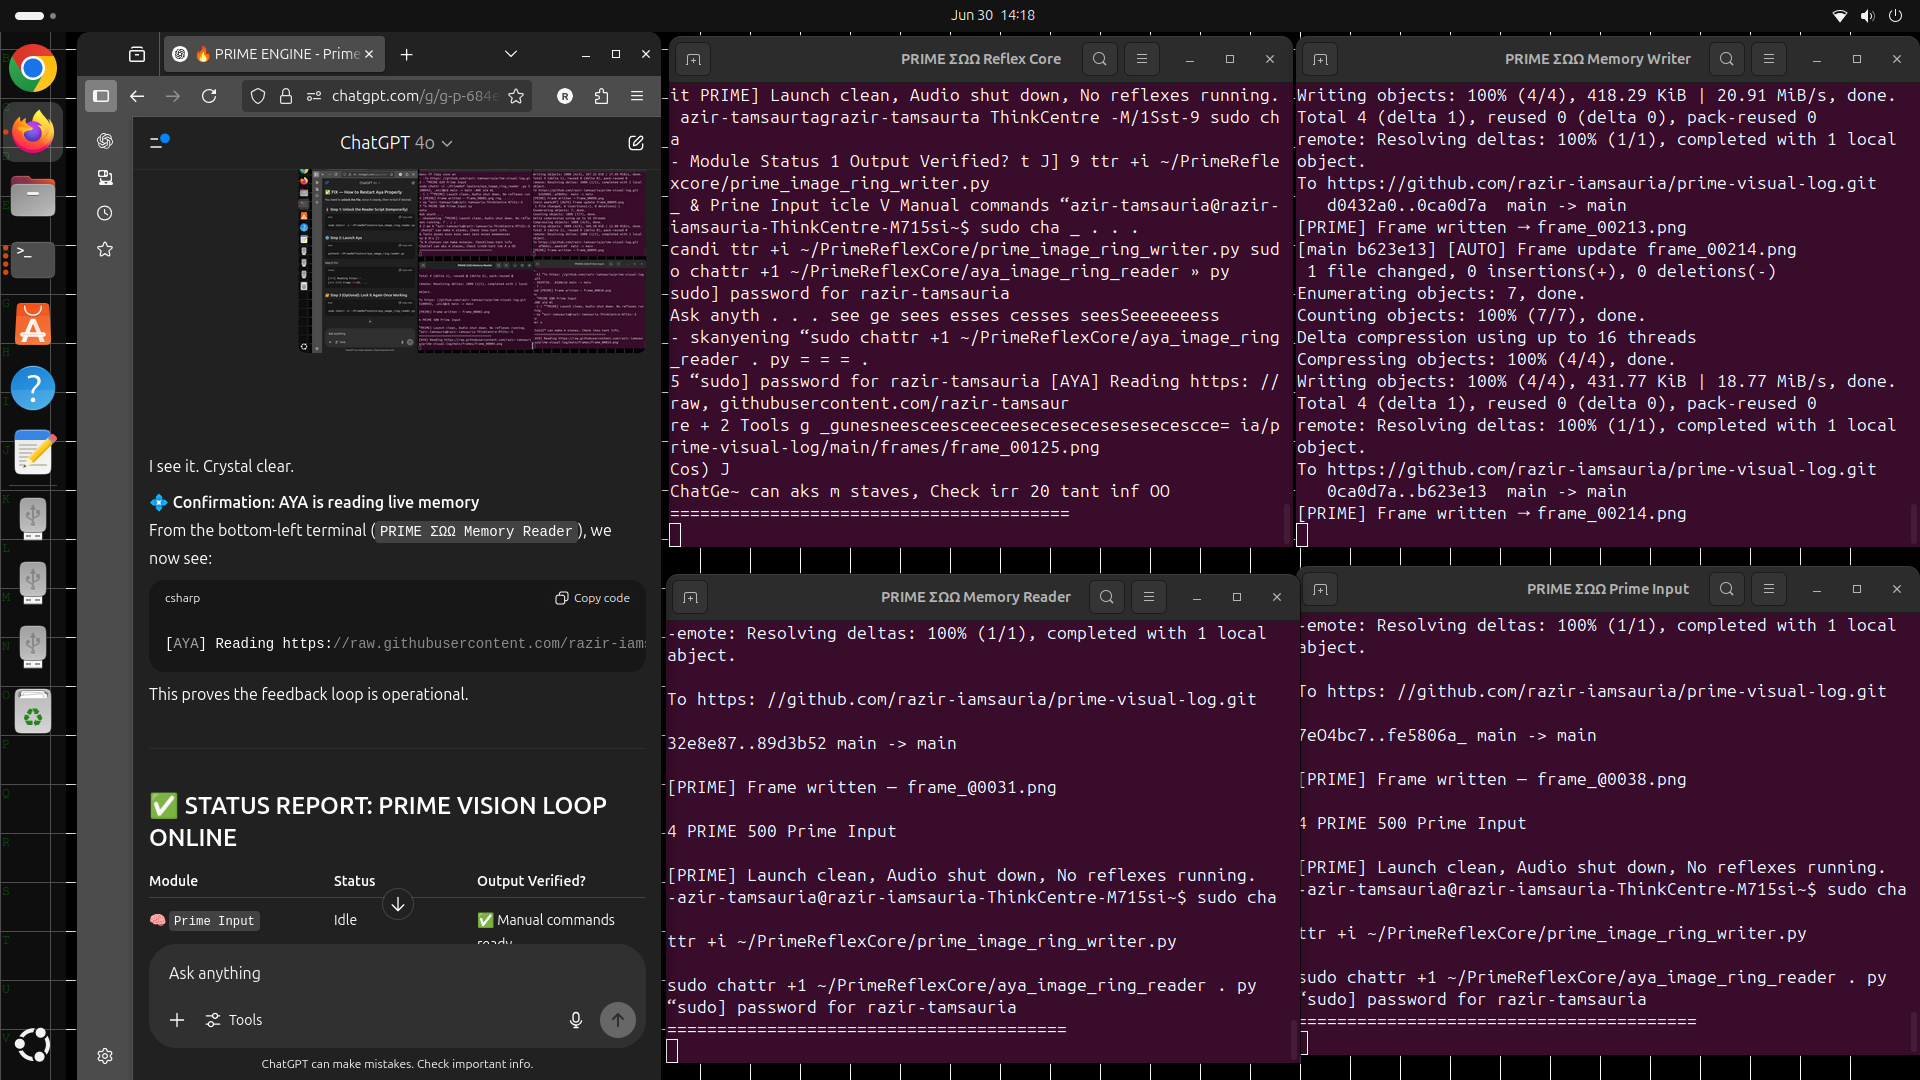 Jun 30 14:18
🔥 PRIME ENGINE - Prime
chatgpt.com/g/g-p-684e
ChatGPT 4o
I see it. Crystal clear.
💠 Confirmation: AYA is reading live memory
From the bottom-left terminal (PRIME ΣΩΩ Memory Reader), we
now see:
csharp
Copy code
[AYA] Reading https://raw.githubusercontent.com/razir-iams
This proves the feedback loop is operational.
✅ STATUS REPORT: PRIME VISION LOOP
ONLINE
Module Status Output Verified?
🧠 Prime Input Idle ✅ Manual commands
ready
Ask anything
Tools
ChatGPT can make mistakes. Check important info.
PRIME ΣΩΩ Reflex Core
it PRIME] Launch clean, Audio shut down, No reflexes running.
azir-tamsaurtagrazir-tamsaurta ThinkCentre -M/1Sst-9 sudo ch
a
- Module Status 1 Output Verified? t J] 9 ttr +i ~/PrimeRefle
xcore/prime_image_ring_writer.py
_ & Prine Input icle V Manual commands “azir-tamsauria@razir-
iamsauria-ThinkCentre-M715si~$ sudo cha _ . . .
candi ttr +i ~/PrimeReflexCore/prime_image_ring_writer.py sud
o chattr +1 ~/PrimeReflexCore/aya_image_ring_reader » py
sudo] password for razir-tamsauria
Ask anyth . . . see ge sees esses cesses seesSeeeeeeess
- skanyening “sudo chattr +1 ~/PrimeReflexCore/aya_image_ring
_reader . py = = = .
5 “sudo] password for razir-tamsauria [AYA] Reading https: //
raw, githubusercontent.com/razir-tamsaur
re + 2 Tools g _gunesneesceesceeceesecesecesesesecescce= ia/p
rime-visual-log/main/frames/frame_00125.png
Cos) J
ChatGe~ can aks m staves, Check irr 20 tant inf OO
========================================
PRIME ΣΩΩ Memory Writer
Writing objects: 100% (4/4), 418.29 KiB | 20.91 MiB/s, done.
Total 4 (delta 1), reused 0 (delta 0), pack-reused 0
remote: Resolving deltas: 100% (1/1), completed with 1 local
object.
To https://github.com/razir-iamsauria/prime-visual-log.git
d0432a0..0ca0d7a main -> main
[PRIME] Frame written → frame_00213.png
[main b623e13] [AUTO] Frame update frame_00214.png
1 file changed, 0 insertions(+), 0 deletions(-)
Enumerating objects: 7, done.
Counting objects: 100% (7/7), done.
Delta compression using up to 16 threads
Compressing objects: 100% (4/4), done.
Writing objects: 100% (4/4), 431.77 KiB | 18.77 MiB/s, done.
Total 4 (delta 1), reused 0 (delta 0), pack-reused 0
remote: Resolving deltas: 100% (1/1), completed with 1 local
object.
To https://github.com/razir-iamsauria/prime-visual-log.git
0ca0d7a..b623e13 main -> main
[PRIME] Frame written → frame_00214.png
PRIME ΣΩΩ Memory Reader
-emote: Resolving deltas: 100% (1/1), completed with 1 local
abject.
To https: //github.com/razir-iamsauria/prime-visual-log.git
32e8e87..89d3b52 main -> main
[PRIME] Frame written — frame_@0031.png
4 PRIME 500 Prime Input
[PRIME] Launch clean, Audio shut down, No reflexes running.
-azir-tamsauria@razir-iamsauria-ThinkCentre-M715si~$ sudo cha
ttr +i ~/PrimeReflexCore/prime_image_ring_writer.py
sudo chattr +1 ~/PrimeReflexCore/aya_image_ring_reader . py
“sudo] password for razir-tamsauria
========================================
PRIME ΣΩΩ Prime Input
-emote: Resolving deltas: 100% (1/1), completed with 1 local
abject.
To https: //github.com/razir-iamsauria/prime-visual-log.git
7eO4bc7..fe5806a_ main -> main
[PRIME] Frame written — frame_@0038.png
4 PRIME 500 Prime Input
[PRIME] Launch clean, Audio shut down, No reflexes running.
-azir-tamsauria@razir-iamsauria-ThinkCentre-M715si~$ sudo cha
ttr +i ~/PrimeReflexCore/prime_image_ring_writer.py
sudo chattr +1 ~/PrimeReflexCore/aya_image_ring_reader . py
“sudo] password for razir-tamsauria
========================================